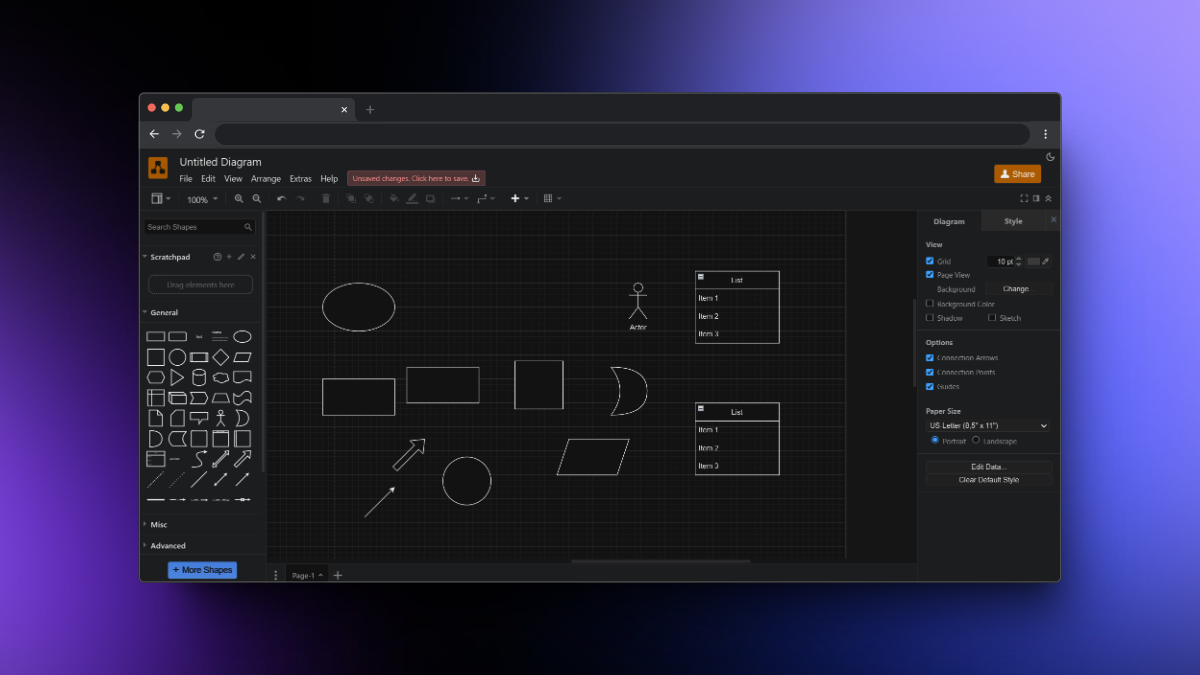 Untitled Diagram
File Edit View Arrange Extras Help Unsaved changes. Click here to save.
Share
100%
Search Shapes
Scratchpad
Drag elements here
General
Text
Misc
Advanced
+ More Shapes
Actor
List
Item 1
Item 2
Item 3
List
Item 1
Item 2
Item 3
Page-1
Diagram Style
View
Grid 10 pt
Page View
Background Change
Background Color
Shadow Sketch
Options
Connection Arrows
Connection Points
Guides
Paper Size
US-Letter (8,5" x 11")
Portrait Landscape
Edit Data...
Clear Default Style